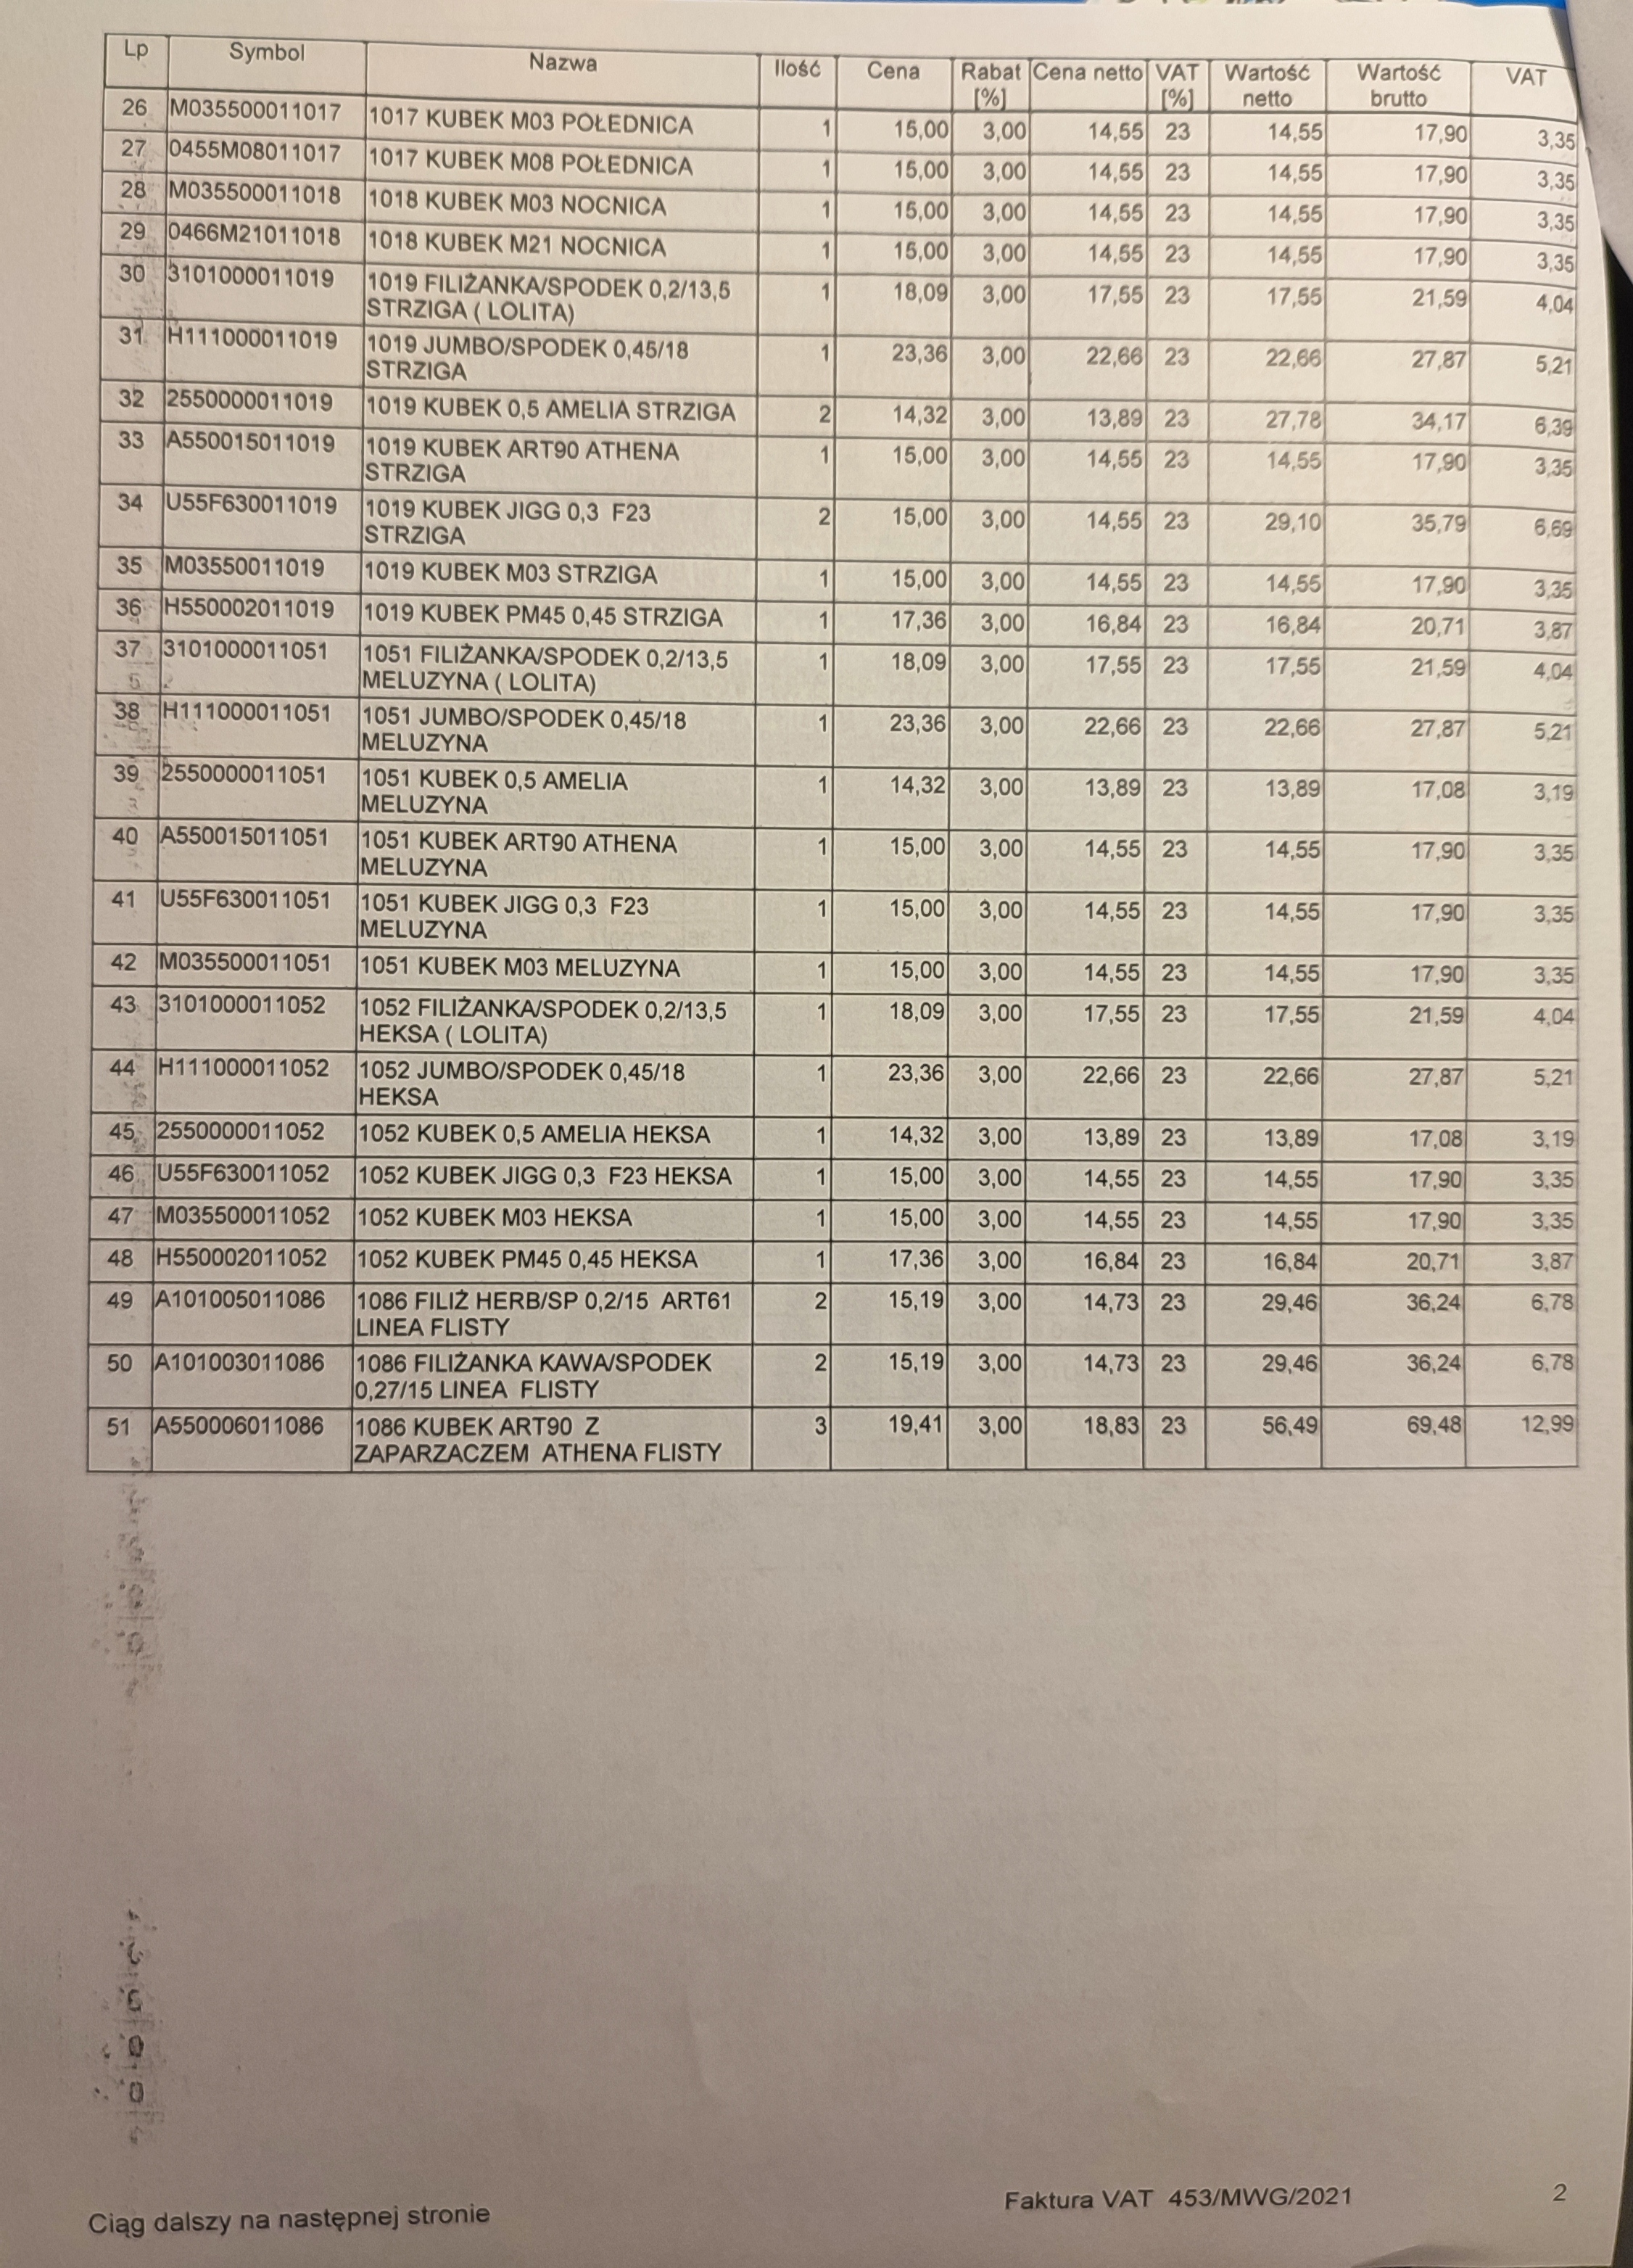 Lp Symbol Nazwa Ilość Cena Rabat [%] Cena netto VAT [%] Wartość netto Wartość brutto VAT
26 M035500011017 1017 KUBEK M03 POŁEDNICA 1 15,00 3,00 14,55 23 14,55 17,90 3,35
27 0455M08011017 1017 KUBEK M08 POŁEDNICA 1 15,00 3,00 14,55 23 14,55 17,90 3,35
28 M035500011018 1018 KUBEK M03 NOCNICA 1 15,00 3,00 14,55 23 14,55 17,90 3,35
29 0466M21011018 1018 KUBEK M21 NOCNICA 1 15,00 3,00 14,55 23 14,55 17,90 3,35
30 3101000011019 1019 FILIŻANKA/SPODEK 0,2/13,5 1 18,09 3,00 17,55 23 17,55 21,59 4,04
STRZIGA ( LOLITA)
31 H111000011019 1019 JUMBO/SPODEK 0,45/18 1 23,36 3,00 22,66 23 22,66 27,87 5,21
STRZIGA
32 2550000011019 1019 KUBEK 0,5 AMELIA STRZIGA 2 14,32 3,00 13,89 23 27,78 34,17 6,39
33 A550015011019 1019 KUBEK ART90 ATHENA 1 15,00 3,00 14,55 23 14,55 17,90 3,35
STRZIGA
34 U55F630011019 1019 KUBEK JIGG 0,3 F23 2 15,00 3,00 14,55 23 29,10 35,79 6,69
STRZIGA
35 M03550011019 1019 KUBEK M03 STRZIGA 1 15,00 3,00 14,55 23 14,55 17,90 3,35
36 H550002011019 1019 KUBEK PM45 0,45 STRZIGA 1 17,36 3,00 16,84 23 16,84 20,71 3,87
37 3101000011051 1051 FILIŻANKA/SPODEK 0,2/13,5 1 18,09 3,00 17,55 23 17,55 21,59 4,04
MELUZYNA ( LOLITA)
38 H111000011051 1051 JUMBO/SPODEK 0,45/18 1 23,36 3,00 22,66 23 22,66 27,87 5,21
MELUZYNA
39 2550000011051 1051 KUBEK 0,5 AMELIA 1 14,32 3,00 13,89 23 13,89 17,08 3,19
MELUZYNA
40 A550015011051 1051 KUBEK ART90 ATHENA 1 15,00 3,00 14,55 23 14,55 17,90 3,35
MELUZYNA
41 U55F630011051 1051 KUBEK JIGG 0,3 F23 1 15,00 3,00 14,55 23 14,55 17,90 3,35
MELUZYNA
42 M035500011051 1051 KUBEK M03 MELUZYNA 1 15,00 3,00 14,55 23 14,55 17,90 3,35
43 3101000011052 1052 FILIŻANKA/SPODEK 0,2/13,5 1 18,09 3,00 17,55 23 17,55 21,59 4,04
HEKSA ( LOLITA)
44 H111000011052 1052 JUMBO/SPODEK 0,45/18 1 23,36 3,00 22,66 23 22,66 27,87 5,21
HEKSA
45 2550000011052 1052 KUBEK 0,5 AMELIA HEKSA 1 14,32 3,00 13,89 23 13,89 17,08 3,19
46 U55F630011052 1052 KUBEK JIGG 0,3 F23 HEKSA 1 15,00 3,00 14,55 23 14,55 17,90 3,35
47 M035500011052 1052 KUBEK M03 HEKSA 1 15,00 3,00 14,55 23 14,55 17,90 3,35
48 H550002011052 1052 KUBEK PM45 0,45 HEKSA 1 17,36 3,00 16,84 23 16,84 20,71 3,87
49 A101005011086 1086 FILIŻ HERB/SP 0,2/15 ART61 2 15,19 3,00 14,73 23 29,46 36,24 6,78
LINEA FLISTY
50 A101003011086 1086 FILIŻANKA KAWA/SPODEK 2 15,19 3,00 14,73 23 29,46 36,24 6,78
0,27/15 LINEA FLISTY
51 A550006011086 1086 KUBEK ART90 Z 3 19,41 3,00 18,83 23 56,49 69,48 12,99
ZAPARZACZEM ATHENA FLISTY
Ciąg dalszy na następnej stronie Faktura VAT 453/MWG/2021 2